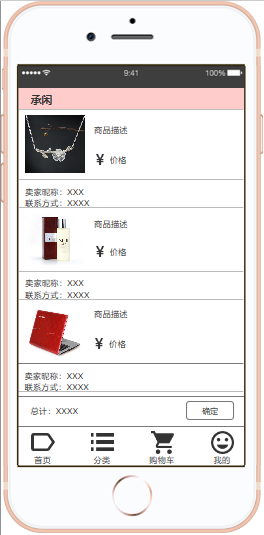 9:41
100%
承闲
商品描述
¥ 价格
卖家昵称：XXX
联系方式：XXXX
商品描述
¥ 价格
卖家昵称：XXX
联系方式：XXXX
商品描述
¥ 价格
卖家昵称：XXX
联系方式：XXXX
总计：XXXX
确定
首页
分类
购物车
我的